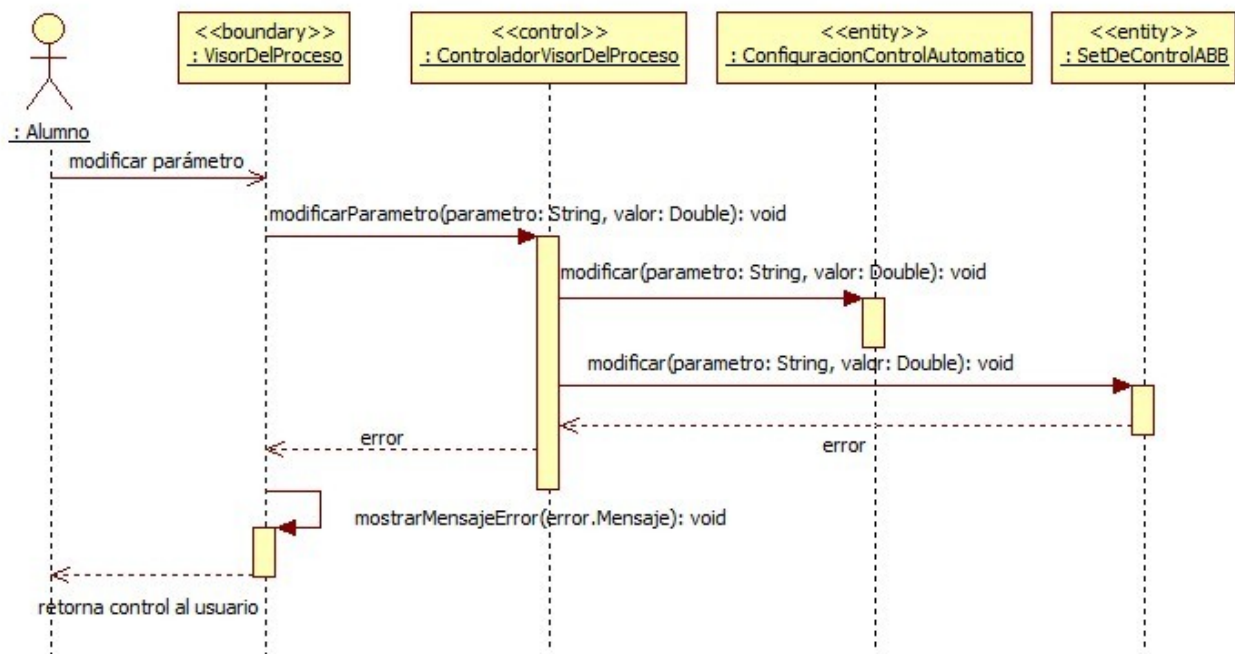 <<boundary>>
: VisorDelProceso
<<control>>
: ControladorVisorDelProceso
<<entity>>
: ConfiguracionControlAutomatico
<<entity>>
: SetDeControlABB
: Alumno
modificar parámetro
modificarParametro(parametro: String, valor: Double): void
modificar(parametro: String, valor: Double): void
modificar(parametro: String, valor: Double): void
error
error
mostrarMensajeError(error.Mensaje): void
retorna control al usuario